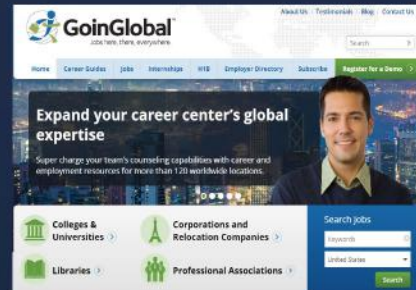 About Us Testimonials Blog Contact Us
GoinGlobal
Jobs here, there, everywhere.
Search
Home Career Guides Jobs Internships H1B Employer Directory Subscribe Register for a Demo
Expand your career center's global
expertise
Super charge your team's counseling capabilities with career and
employment resources for more than 120 worldwide locations.
Colleges &
Universities
Corporations and
Relocation Companies
Libraries
Professional Associations
Search Jobs
Keywords
United States
Search